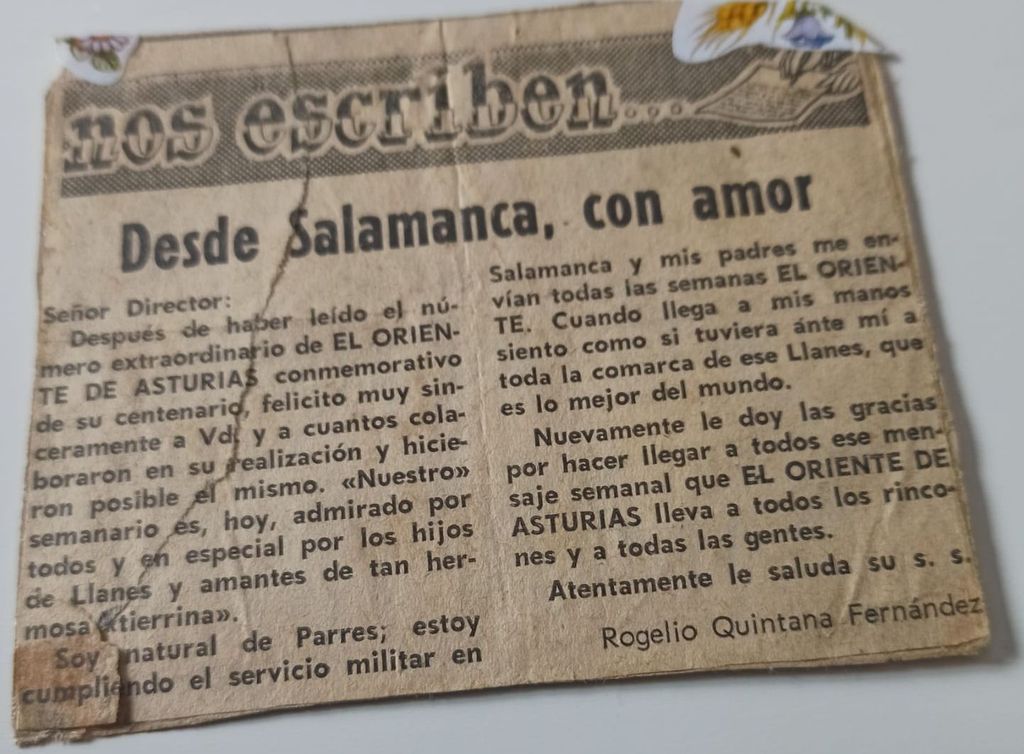 nos escriben...
Desde Salamanca, con amor
Señor Director:
Después de haber leído el nú-
mero extraordinario de EL ORIEN-
TE DE ASTURIAS conmemorativo
de su centenario, felicito muy sin-
ceramente a Vd. y a cuantos cola-
boraron en su realización y hicie-
ron posible el mismo. «Nuestro»
semanario es, hoy, admirado por
todos y en especial por los hijos
de Llanes y amantes de tan her-
mosa «tierrina».
Soy natural de Parres; estoy
cumpliendo el servicio militar en
Salamanca y mis padres me en-
vían todas las semanas EL ORIEN-
TE. Cuando llega a mis manos
siento como si tuviera ánte mí a
toda la comarca de ese Llanes, que
es lo mejor del mundo.
Nuevamente le doy las gracias
por hacer llegar a todos ese men-
saje semanal que EL ORIENTE DE
ASTURIAS lleva a todos los rinco-
nes y a todas las gentes.
Atentamente le saluda su s. s.
Rogelio Quintana Fernández